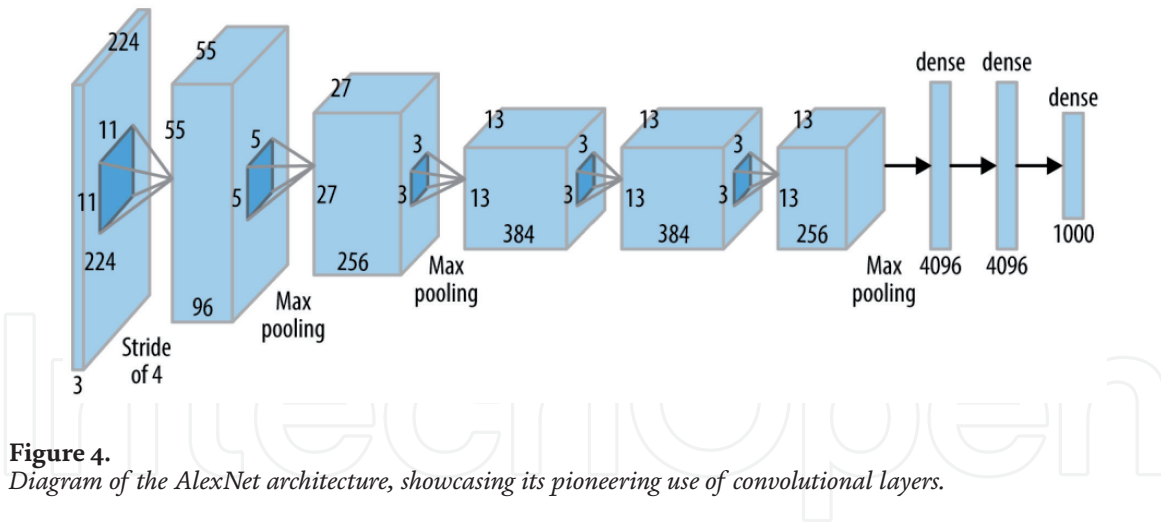 224
55
55
11
11
224
3
Stride
of 4
5
5
96
Max
pooling
27
27
3
3
256
Max
pooling
13
13
3
3
384
13
13
3
3
384
13
13
256
Max
pooling
dense
4096
dense
4096
dense
1000
IntechOpen
Figure 4.
Diagram of the AlexNet architecture, showcasing its pioneering use of convolutional layers.